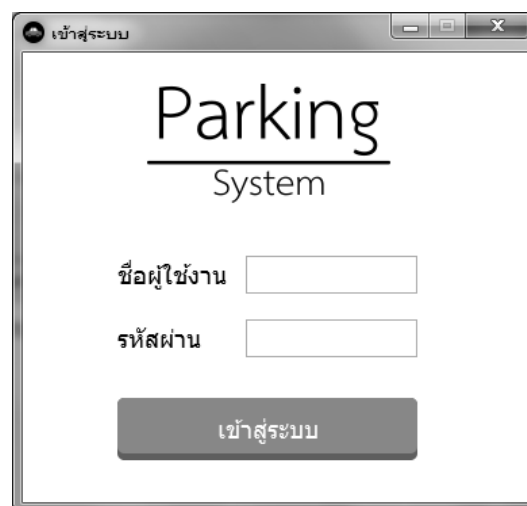 เข้าสู่ระบบ
Parking
System
ชื่อผู้ใช้งาน
รหัสผ่าน
เข้าสู่ระบบ